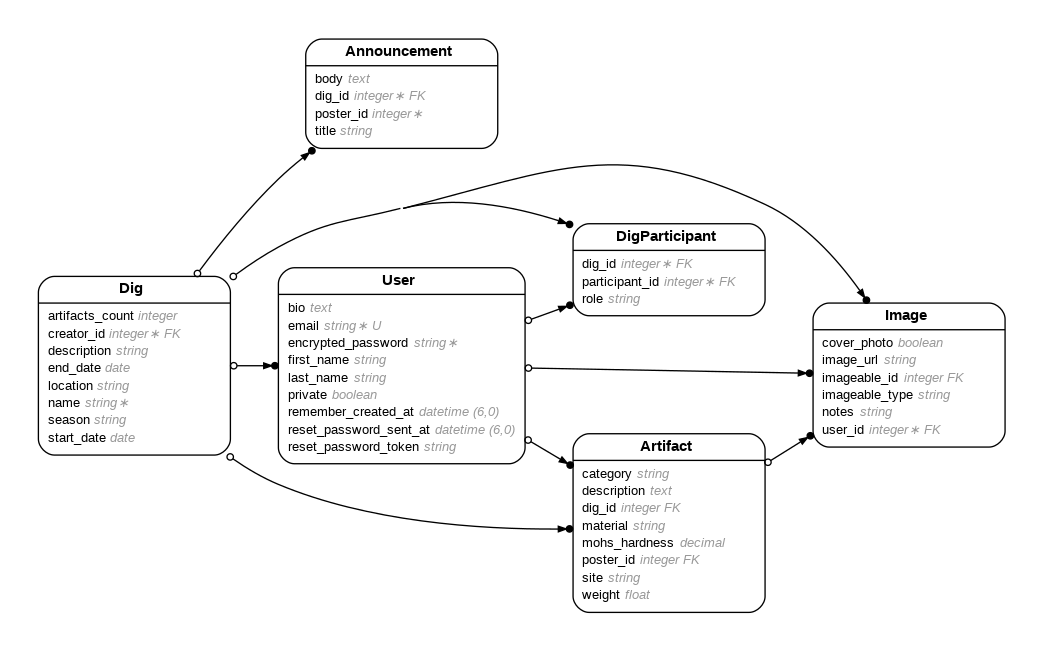 Announcement
body text
dig_id integer∗ FK
poster_id integer∗
title string
Dig
artifacts_count integer
creator_id integer∗ FK
description string
end_date date
location string
name string∗
season string
start_date date
User
bio text
email string∗ U
encrypted_password string∗
first_name string
last_name string
private boolean
remember_created_at datetime (6,0)
reset_password_sent_at datetime (6,0)
reset_password_token string
DigParticipant
dig_id integer∗ FK
participant_id integer∗ FK
role string
Artifact
category string
description text
dig_id integer FK
material string
mohs_hardness decimal
poster_id integer FK
site string
weight float
Image
cover_photo boolean
image_url string
imageable_id integer FK
imageable_type string
notes string
user_id integer∗ FK